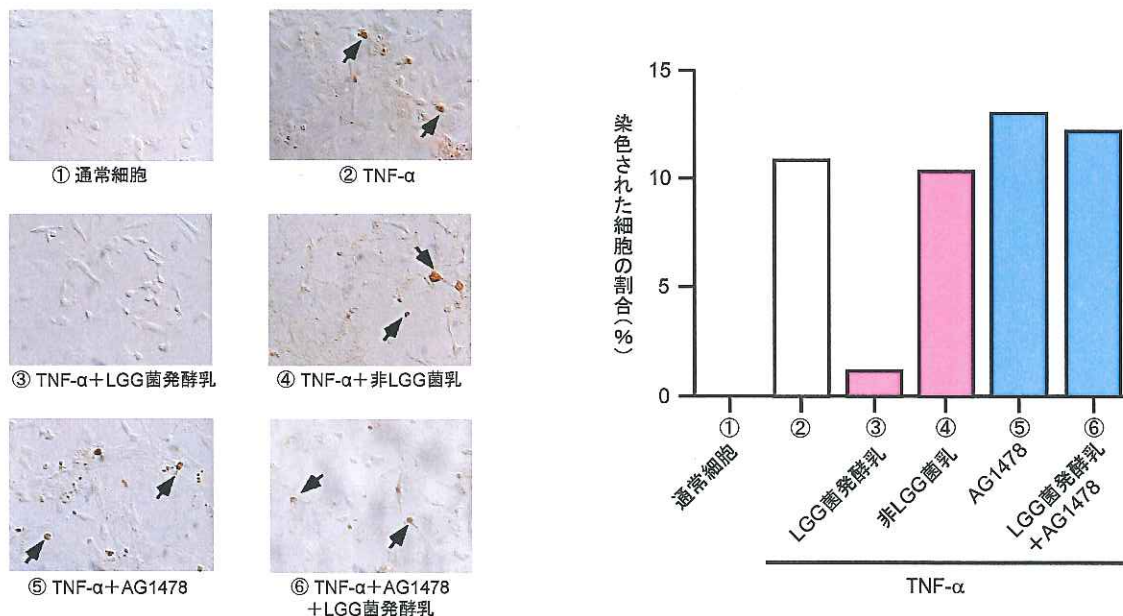 ① 通常細胞
② TNF-α
③ TNF-α＋LGG菌発酵乳
④ TNF-α＋非LGG菌乳
⑤ TNF-α＋AG1478
⑥ TNF-α＋AG1478
＋LGG菌発酵乳
染色された細胞の割合（%）
15
10
5
0
①
通常細胞
②
③
LGG菌発酵乳
④
非LGG菌乳
⑤
AG1478
⑥
LGG菌発酵乳
＋AG1478
TNF-α